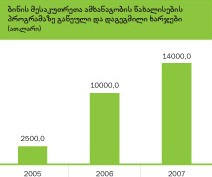 ბინის მესაკუთრეთა ამხანაგობის წახალისების
პროგრამაზე გაწეული და დაგეგმილი ხარჯები
(ათ.ლარი)
14000,0
10000,0
2500,0
2005 2006 2007